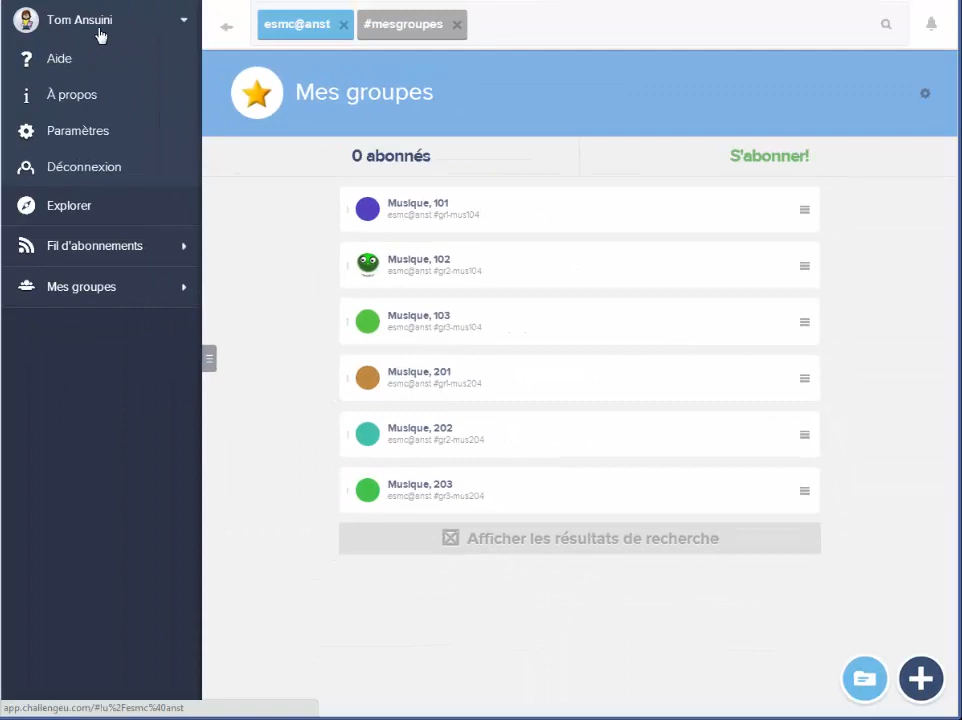 Tom Ansuini
Aide
À propos
Paramètres
Déconnexion
Explorer
Fil d'abonnements
Mes groupes
esmc@anst
#mesgroupes
Mes groupes
0 abonnés
S'abonner!
Musique, 101
esmc@anst #gr1-mus104
Musique, 102
esmc@anst #gr2-mus104
Musique, 103
esmc@anst #gr3-mus104
Musique, 201
esmc@anst #gr1-mus204
Musique, 202
esmc@anst #gr2-mus204
Musique, 203
esmc@anst #gr3-mus204
Afficher les résultats de recherche
app.challengeu.com/#!u%2Fesmc%40anst